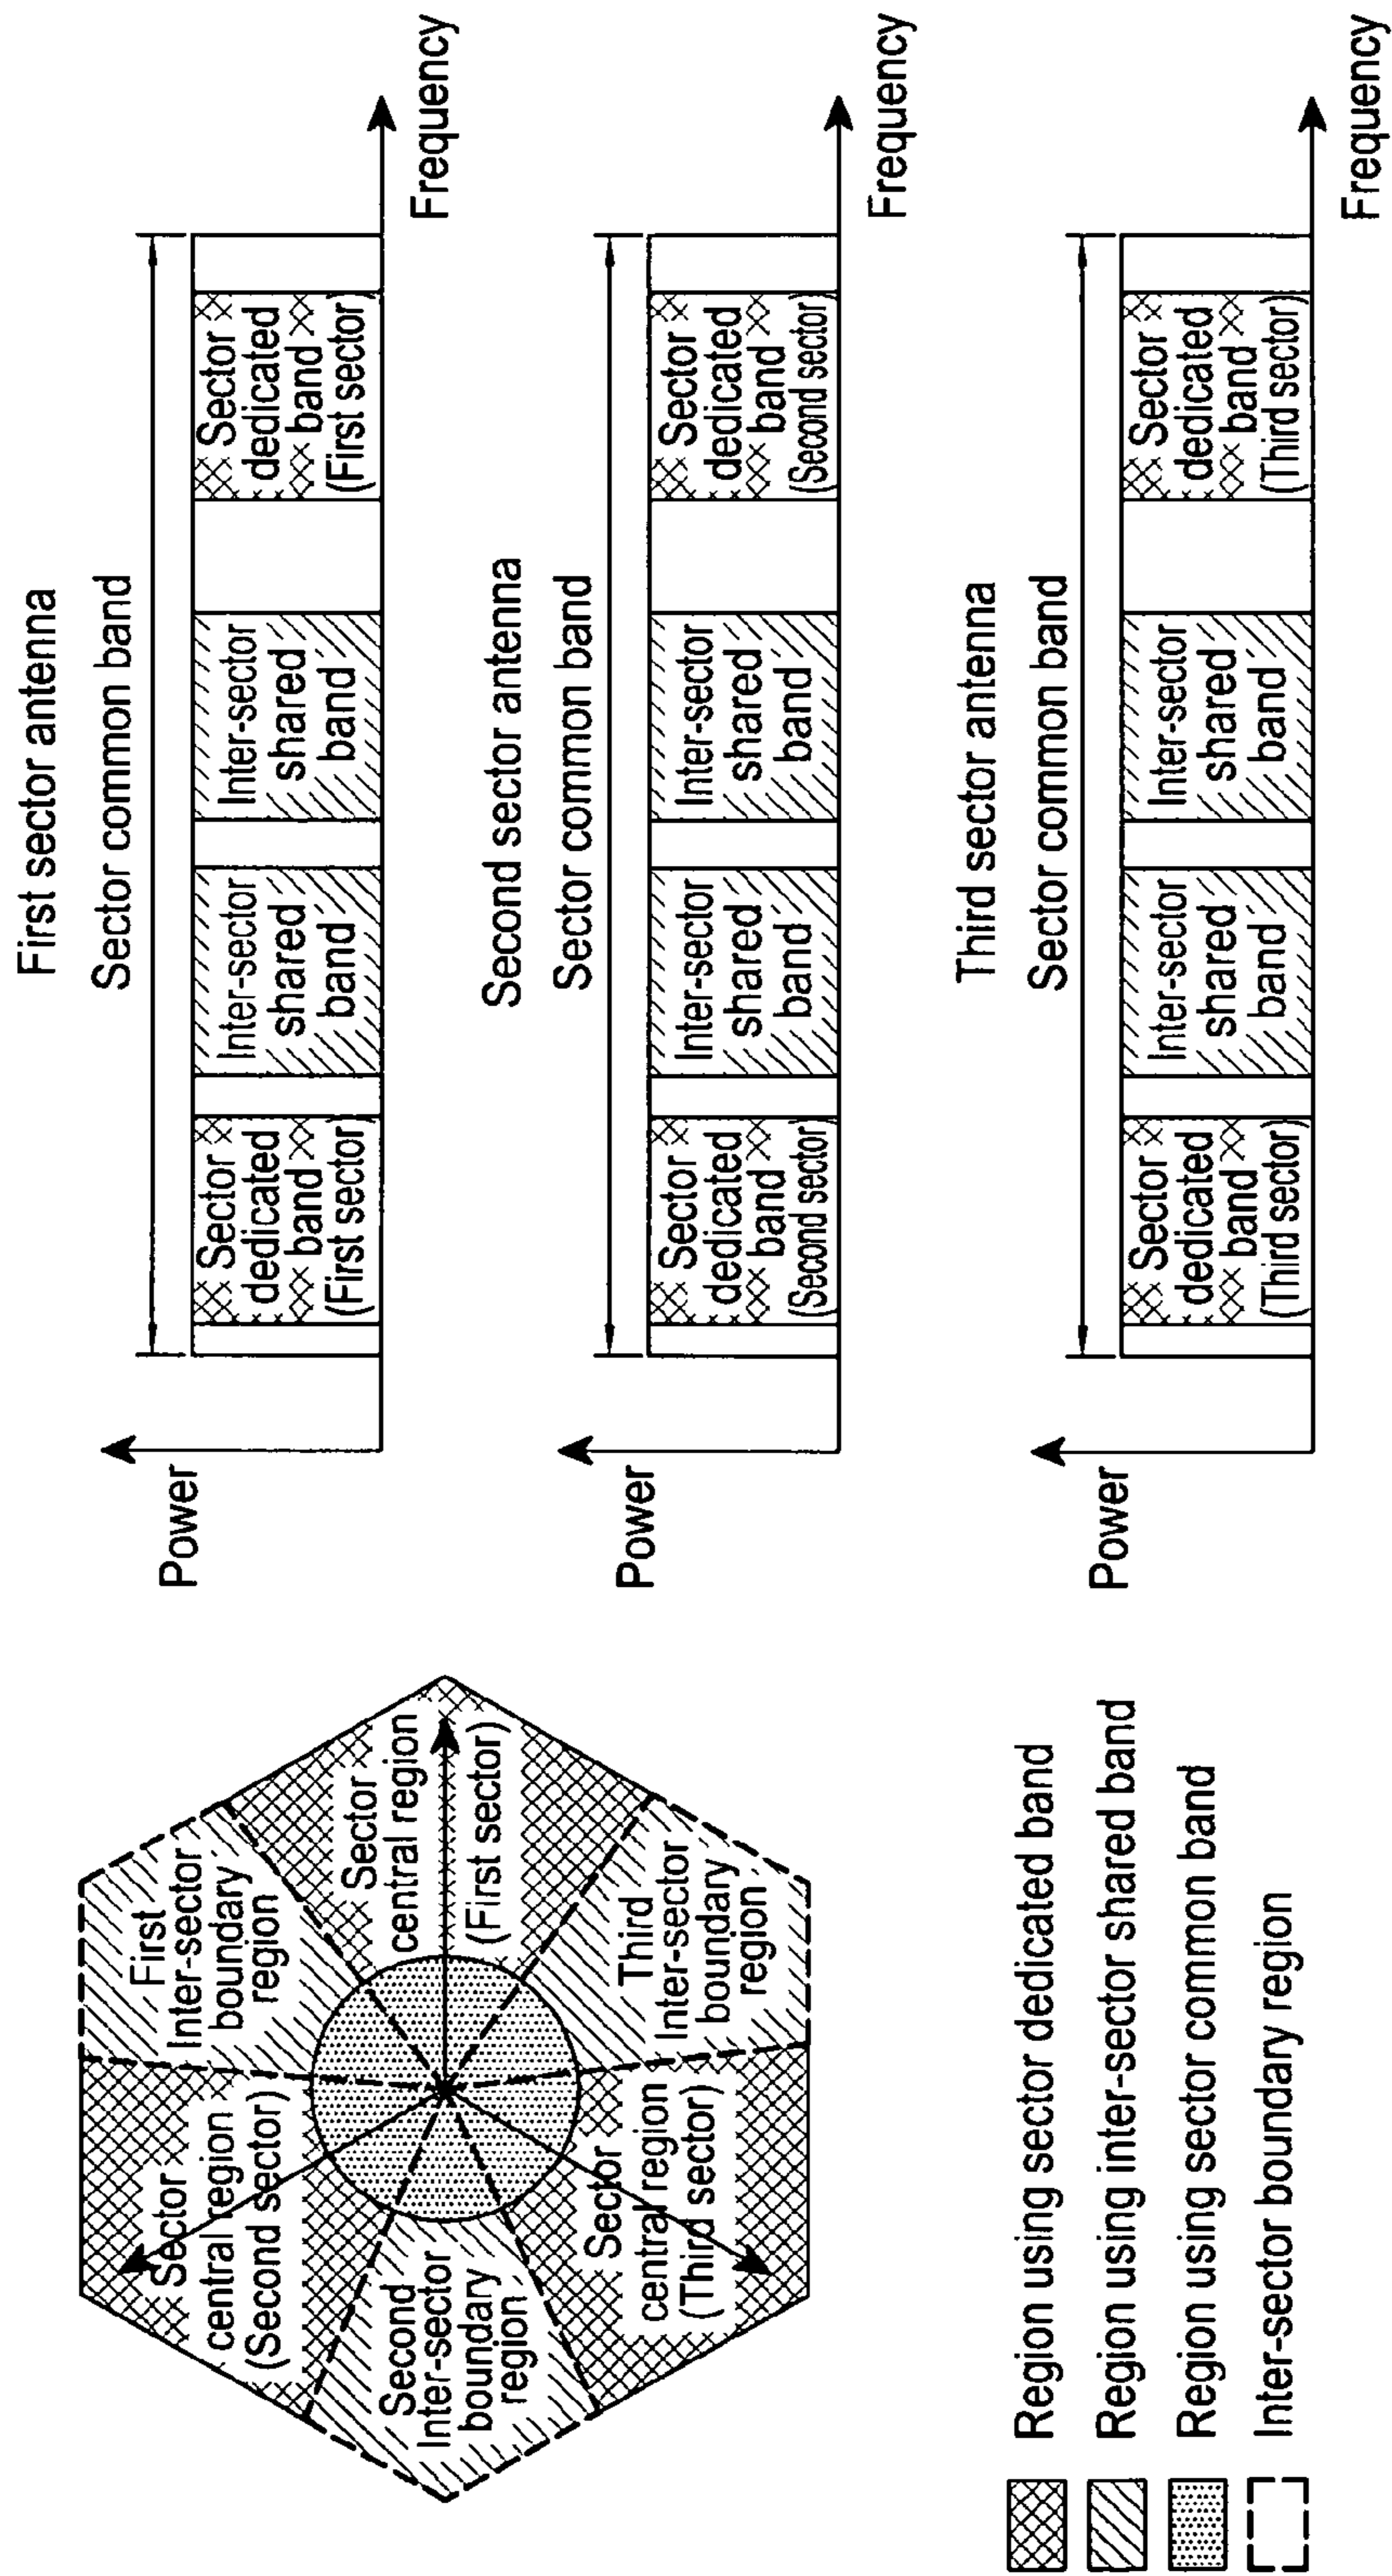 First
Inter-sector
boundary
region
Sector
central region
(Second sector)
Sector
central region
(First sector)
Second
Inter-sector
boundary
region
Third
Inter-sector
boundary
region
Sector
central region
(Third sector)
Region using sector dedicated band
Region using inter-sector shared band
Region using sector common band
Inter-sector boundary region
First sector antenna
Sector common band
Power
Sector
dedicated
band
(First sector)
Inter-sector
shared
band
Inter-sector
shared
band
Sector
dedicated
band
(First sector)
Frequency
Second sector antenna
Sector common band
Power
Sector
dedicated
band
(Second sector)
Inter-sector
shared
band
Inter-sector
shared
band
Sector
dedicated
band
(Second sector)
Frequency
Third sector antenna
Sector common band
Power
Sector
dedicated
band
(Third sector)
Inter-sector
shared
band
Inter-sector
shared
band
Sector
dedicated
band
(Third sector)
Frequency